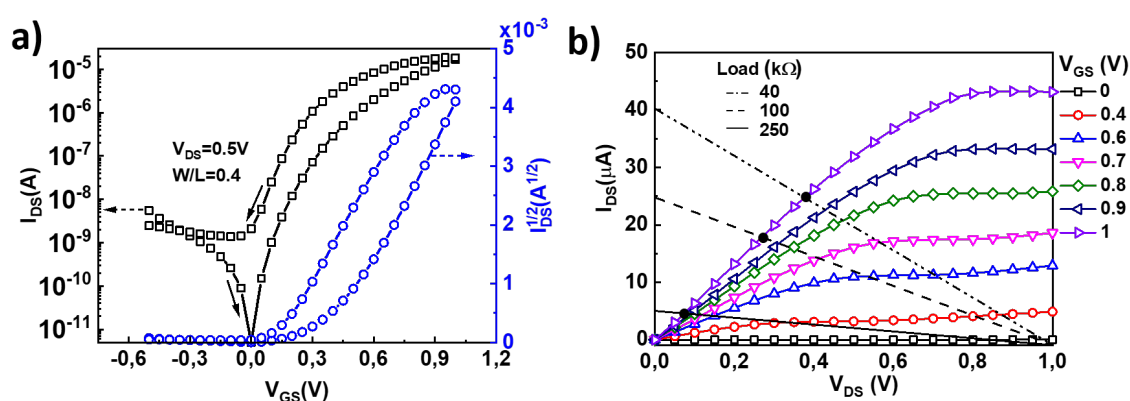 a)
I_DS(A)
10^-5
10^-6
10^-7
10^-8
10^-9
10^-10
10^-11
V_DS=0.5V
W/L=0.4
-0,6 -0,3 0,0 0,3 0,6 0,9 1,2
V_GS(V)
x10^-3
5
4
3
2
1
0
I_DS^1/2(A^1/2)
b)
I_DS(µA)
50
40
30
20
10
0
Load (kΩ)
40
100
250
0,0 0,2 0,4 0,6 0,8 1,0
V_DS (V)
V_GS (V)
0
0.4
0.6
0.7
0.8
0.9
1